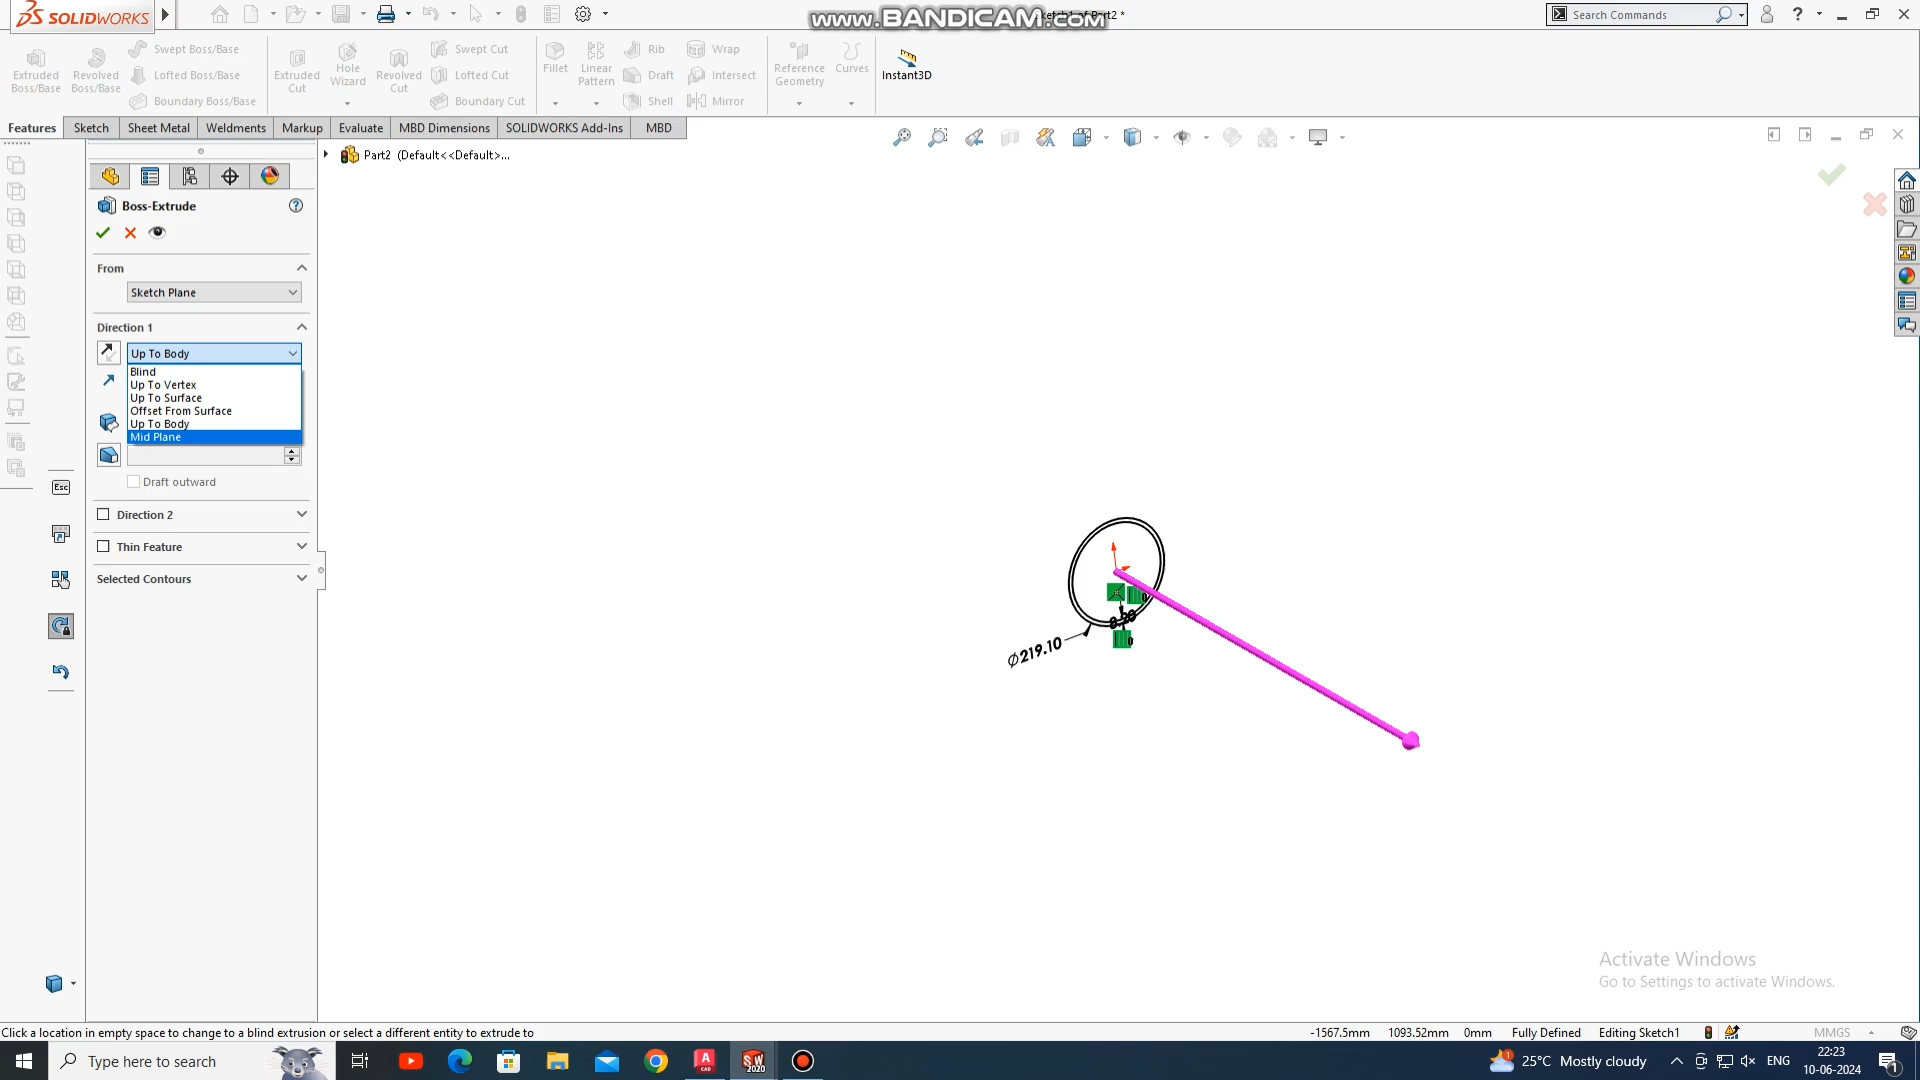 SOLIDWORKS
www.BANDICAM.com
Part2 *
Search Commands
Extruded Boss/Base
Revolved Boss/Base
Swept Boss/Base
Lofted Boss/Base
Boundary Boss/Base
Extruded Cut
Hole Wizard
Revolved Cut
Swept Cut
Lofted Cut
Boundary Cut
Fillet
Linear Pattern
Rib
Draft
Shell
Wrap
Intersect
Mirror
Reference Geometry
Curves
Instant3D
Features
Sketch
Sheet Metal
Weldments
Markup
Evaluate
MBD Dimensions
SOLIDWORKS Add-Ins
MBD
Part2 (Default<<Default>...
Boss-Extrude
From
Sketch Plane
Direction 1
Up To Body
Blind
Up To Vertex
Up To Surface
Offset From Surface
Up To Body
Mid Plane
Draft outward
Direction 2
Thin Feature
Selected Contours
Esc
8.20
Ø219.10
Activate Windows
Go to Settings to activate Windows.
Click a location in empty space to change to a blind extrusion or select a different entity to extrude to
-1567.5mm 1093.52mm 0mm Fully Defined Editing Sketch1 MMGS
Type here to search
25°C Mostly cloudy
ENG
22:23
10-06-2024